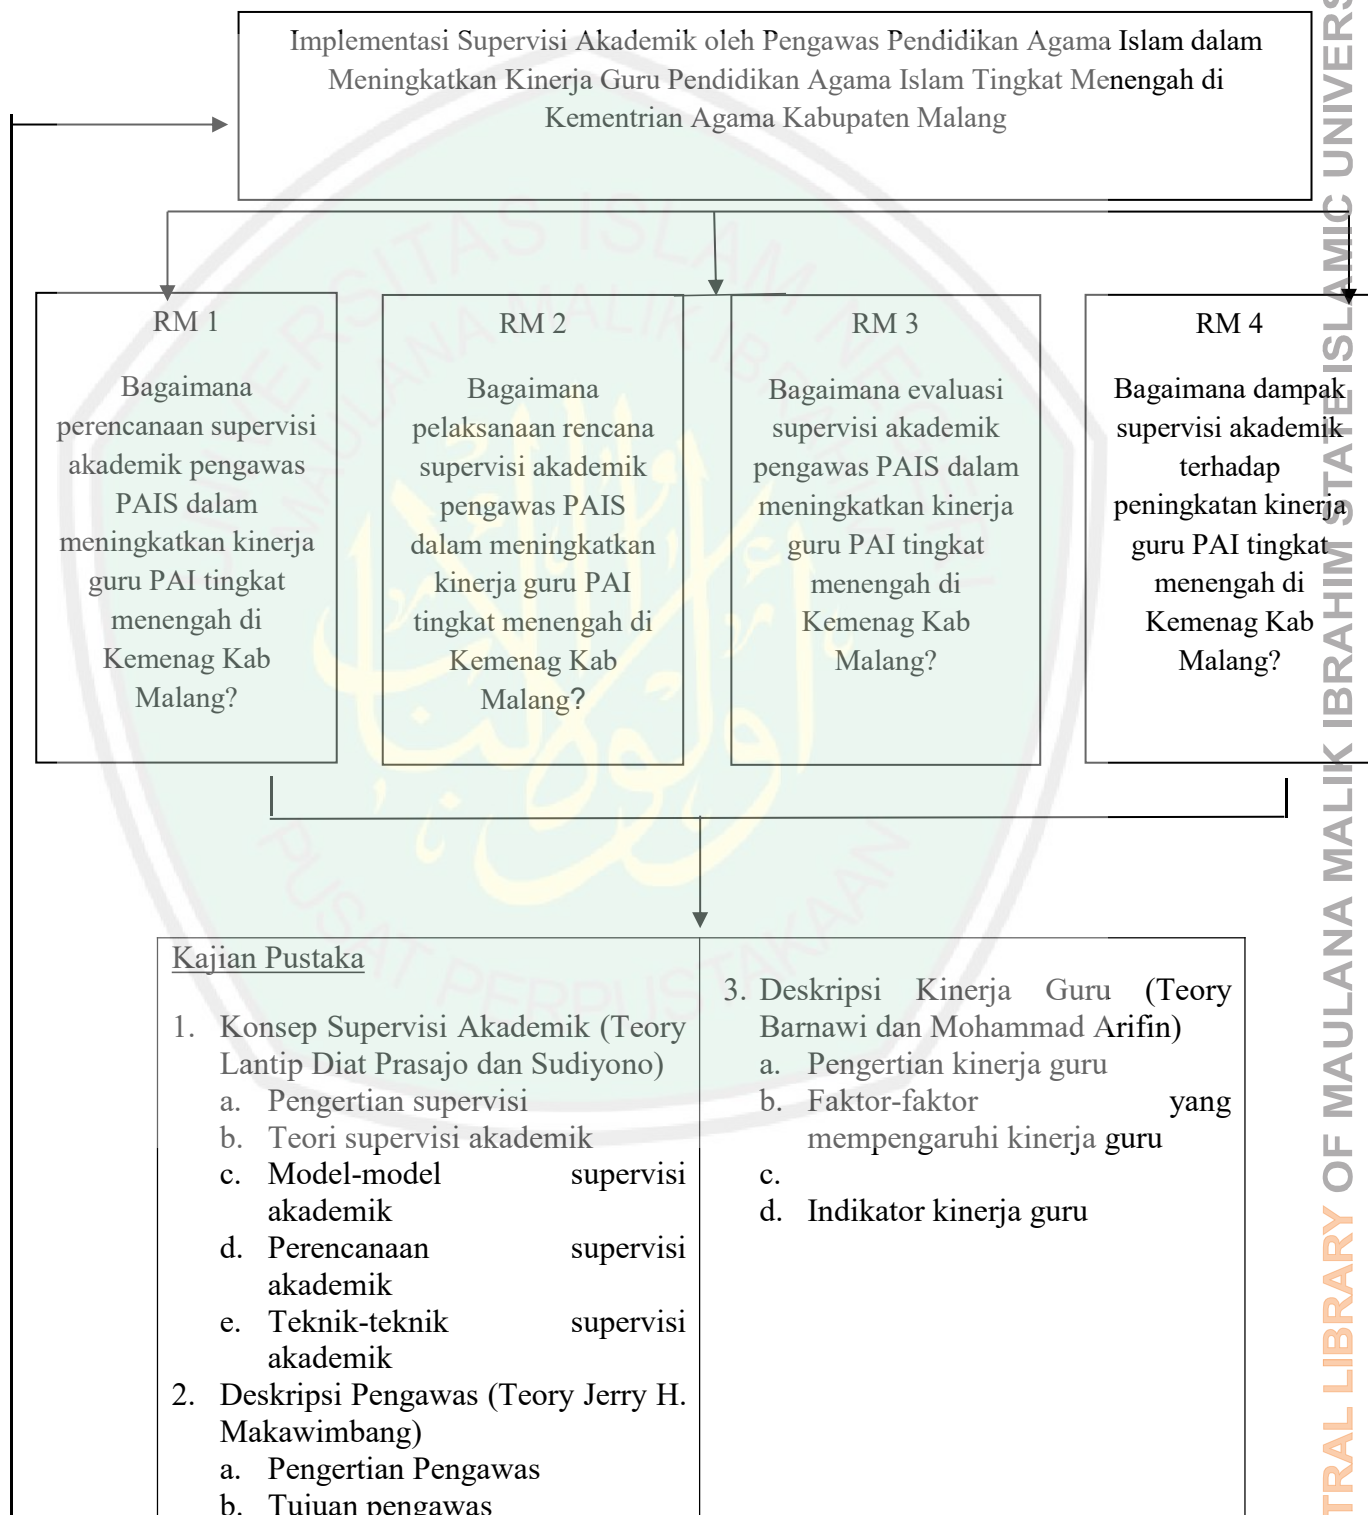 Implementasi Supervisi Akademik oleh Pengawas Pendidikan Agama Islam dalam
Meningkatkan Kinerja Guru Pendidikan Agama Islam Tingkat Menengah di
Kementrian Agama Kabupaten Malang
RM 1
Bagaimana
perencanaan supervisi
akademik pengawas
PAIS dalam
meningkatkan kinerja
guru PAI tingkat
menengah di
Kemenag Kab
Malang?
RM 2
Bagaimana
pelaksanaan rencana
supervisi akademik
pengawas PAIS
dalam meningkatkan
kinerja guru PAI
tingkat menengah di
Kemenag Kab
Malang?
RM 3
Bagaimana evaluasi
supervisi akademik
pengawas PAIS dalam
meningkatkan kinerja
guru PAI tingkat
menengah di
Kemenag Kab
Malang?
RM 4
Bagaimana dampak
supervisi akademik
terhadap
peningkatan kinerja
guru PAI tingkat
menengah di
Kemenag Kab
Malang?
Kajian Pustaka
1. Konsep Supervisi Akademik (Teory
Lantip Diat Prasajo dan Sudiyono)
a. Pengertian supervisi
b. Teori supervisi akademik
c. Model-model supervisi
akademik
d. Perencanaan supervisi
akademik
e. Teknik-teknik supervisi
akademik
2. Deskripsi Pengawas (Teory Jerry H.
Makawimbang)
a. Pengertian Pengawas
b. Tujuan pengawas
3. Deskripsi Kinerja Guru (Teory
Barnawi dan Mohammad Arifin)
a. Pengertian kinerja guru
b. Faktor-faktor yang
mempengaruhi kinerja guru
c.
d. Indikator kinerja guru
UNIVERSITAS ISLAM NEGERI
MAULANA MALIK IBRAHIM
PUSAT PERPUSTAKAAN
LIBRARY OF MAULANA MALIK IBRAHIM STATE ISLAMIC